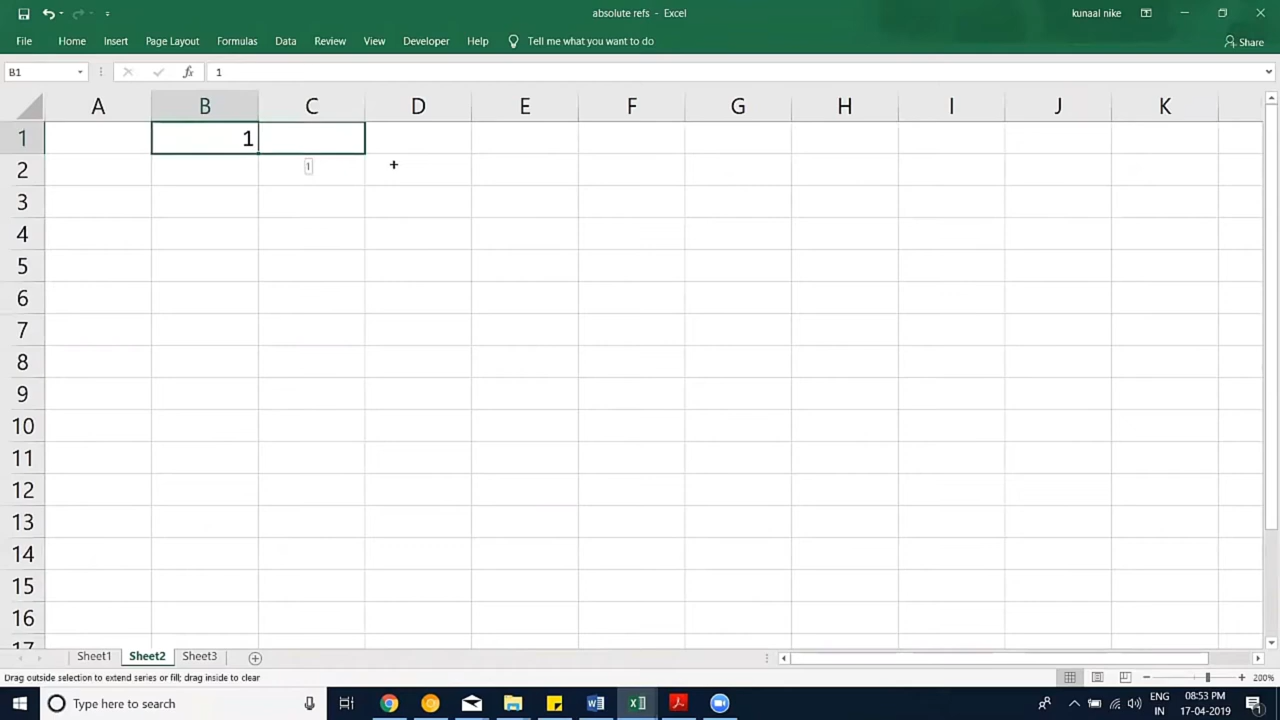 absolute refs - Excel
kunaal nike
File Home Insert Page Layout Formulas Data Review View Developer Help Tell me what you want to do Share
B1 fx 1
A B C D E F G H I J K
1 1
2 1
3
4
5
6
7
8
9
10
11
12
13
14
15
16
17
Sheet1 Sheet2 Sheet3
Drag outside selection to extend series or fill; drag inside to clear
200%
Type here to search
ENG
IN
08:53 PM
17-04-2019
1